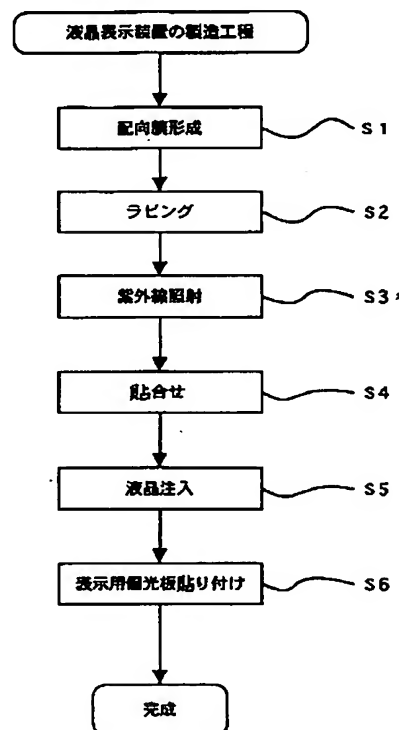 液晶表示装置の製造工程
配向膜形成
S1
ラビング
S2
紫外線照射
S3
貼合せ
S4
液晶注入
S5
表示用偏光板貼り付け
S6
完成